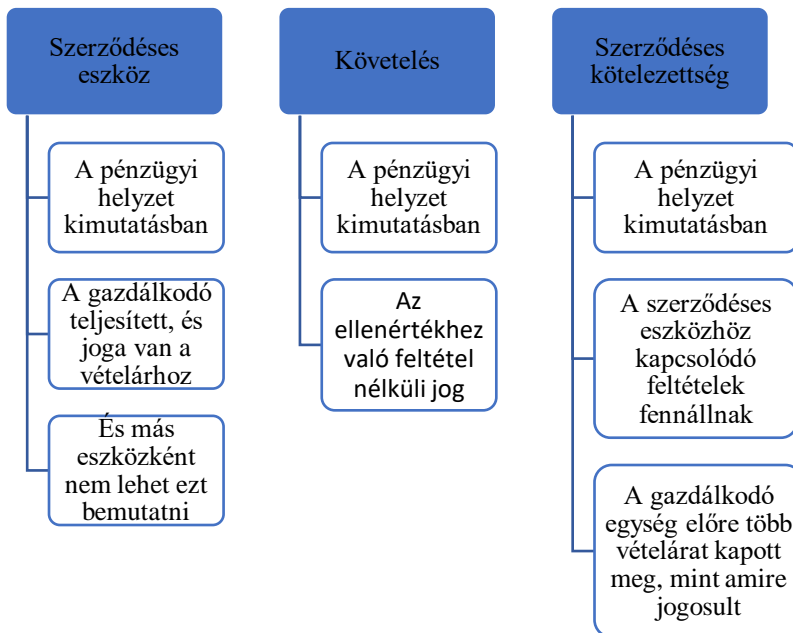 Szerződéses
eszköz
A pénzügyi
helyzet
kimutatásban
A gazdálkodó
teljesített, és
joga van a
vételárhoz
És más
eszközként
nem lehet ezt
bemutatni
Követelés
A pénzügyi
helyzet
kimutatásban
Az
ellenértékhez
való feltétel
nélküli jog
Szerződéses
kötelezettség
A pénzügyi
helyzet
kimutatásban
A szerződéses
eszközhöz
kapcsolódó
feltételek
fennállnak
A gazdálkodó
egység előre több
vételárat kapott
meg, mint amire
jogosult